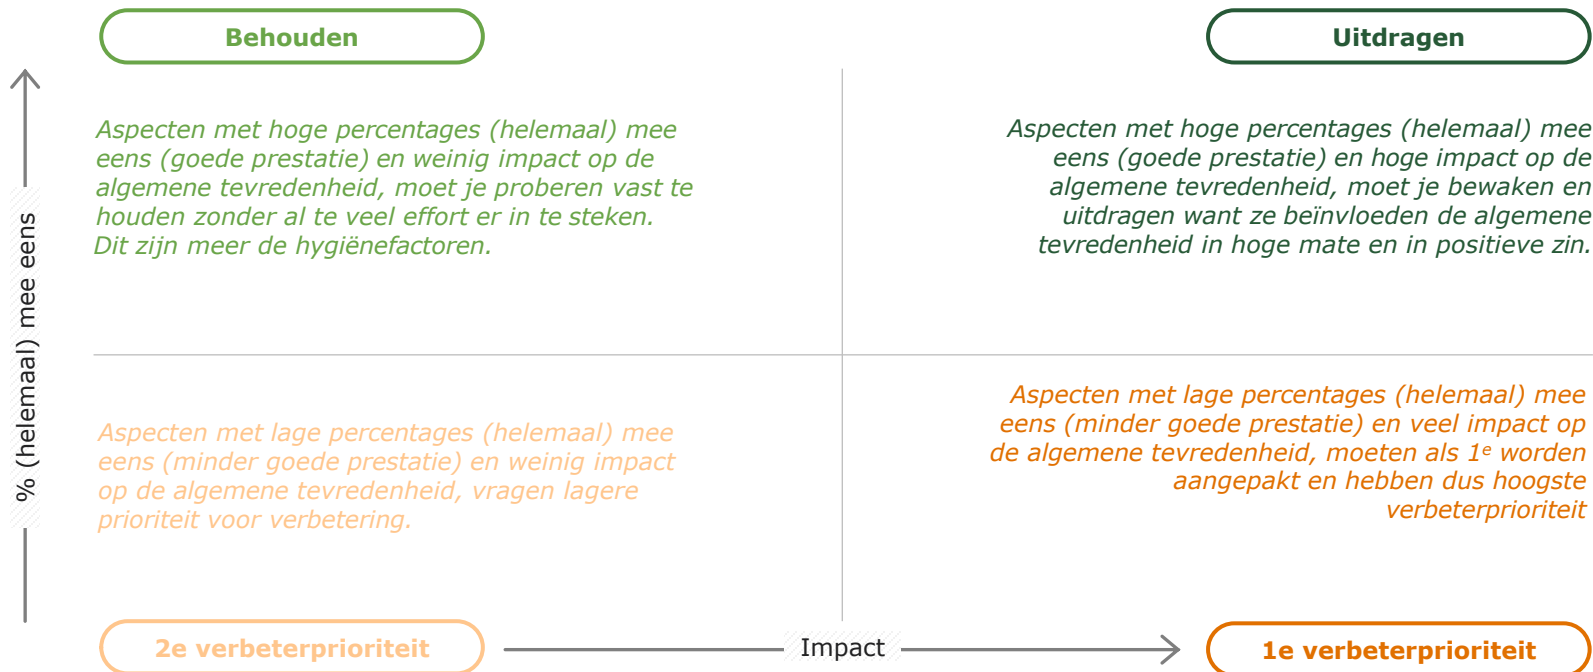 Behouden
Uitdragen
Aspecten met hoge percentages (helemaal) mee
eens (goede prestatie) en weinig impact op de
algemene tevredenheid, moet je proberen vast te
houden zonder al te veel effort er in te steken.
Dit zijn meer de hygiënefactoren.
Aspecten met hoge percentages (helemaal) mee
eens (goede prestatie) en hoge impact op de
algemene tevredenheid, moet je bewaken en
uitdragen want ze beïnvloeden de algemene
tevredenheid in hoge mate en in positieve zin.
% (helemaal) mee eens
Aspecten met lage percentages (helemaal) mee
eens (minder goede prestatie) en weinig impact
op de algemene tevredenheid, vragen lagere
prioriteit voor verbetering.
Aspecten met lage percentages (helemaal) mee
eens (minder goede prestatie) en veel impact op
de algemene tevredenheid, moeten als 1e worden
aangepakt en hebben dus hoogste
verbeterprioriteit
2e verbeterprioriteit
Impact
1e verbeterprioriteit